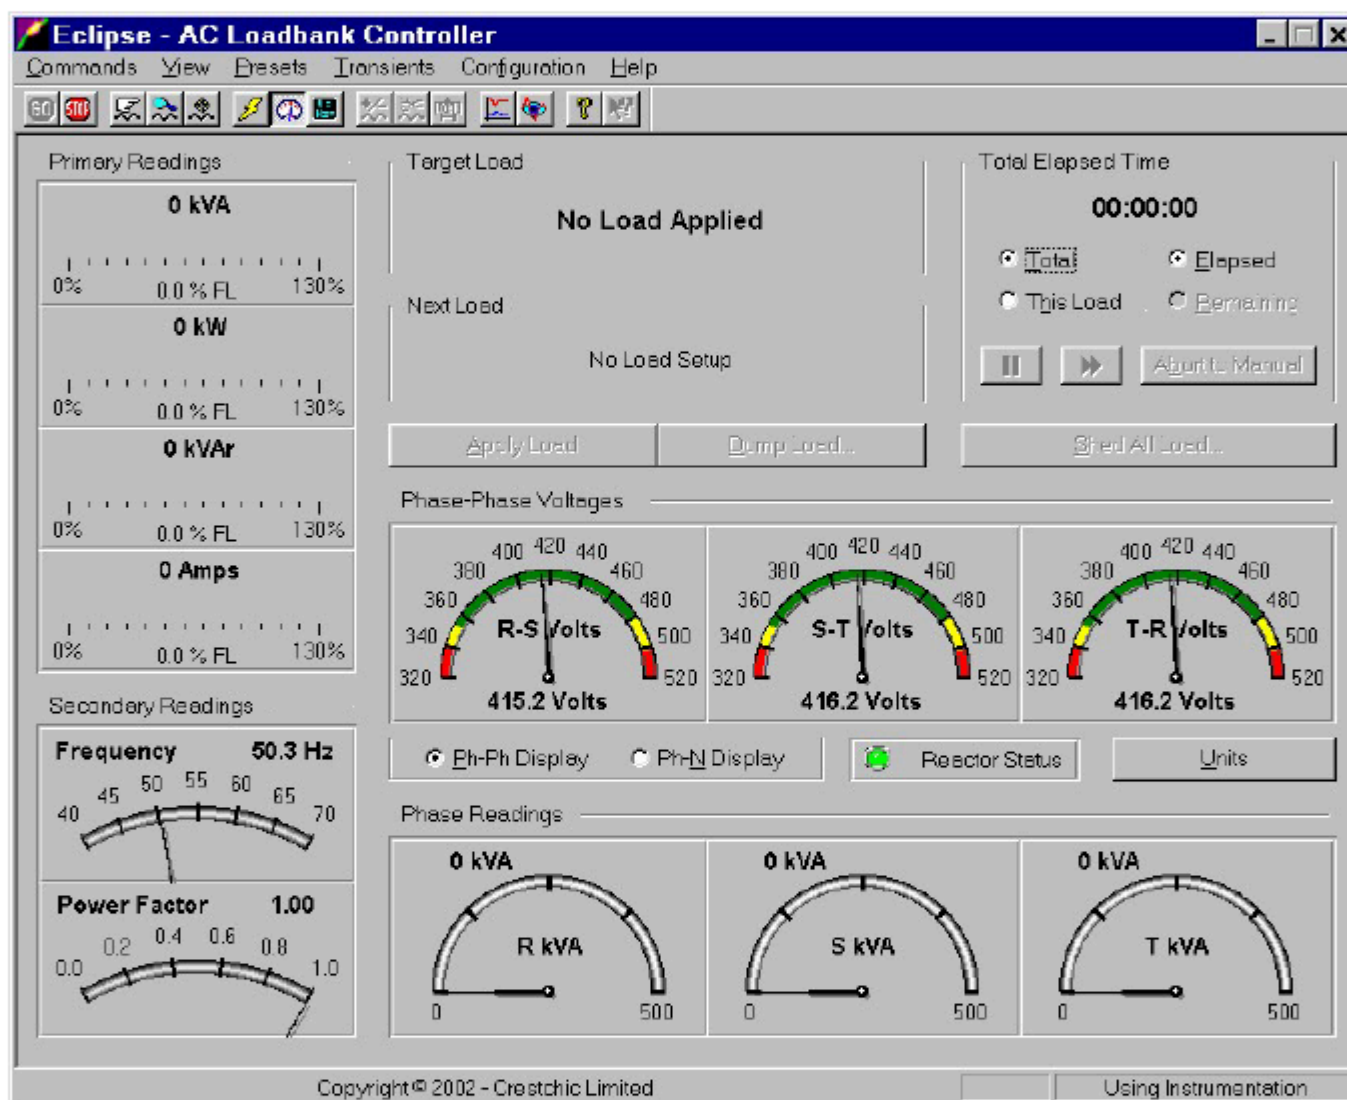 Eclipse - AC Loadbank Controller
Commands View Presets Transients Configuration Help
GO STOP
Primary Readings
0 kVA
0% 0.0 % FL 130%
0 kW
0% 0.0 % FL 130%
0 kVAr
0% 0.0 % FL 130%
0 Amps
0% 0.0 % FL 130%
Secondary Readings
Frequency 50.3 Hz
40 45 50 55 60 65 70
Power Factor 1.00
0.0 0.2 0.4 0.6 0.8 1.0
Target Load
No Load Applied
Next Load
No Load Setup
Total Elapsed Time
00:00:00
Total Elapsed
This Load Remaining
Abort to Manual
Apply Load Dump Load... Shed All Load...
Phase-Phase Voltages
320 340 360 380 400 420 440 460 480 500 520
R-S Volts
415.2 Volts
320 340 360 380 400 420 440 460 480 500 520
S-T Volts
416.2 Volts
320 340 360 380 400 420 440 460 480 500 520
T-R Volts
416.2 Volts
Ph-Ph Display Ph-N Display Reactor Status Units
Phase Readings
0 kVA
R kVA
0 500
0 kVA
S kVA
0 500
0 kVA
T kVA
0 500
Copyright © 2002 - Crestchic Limited Using Instrumentation